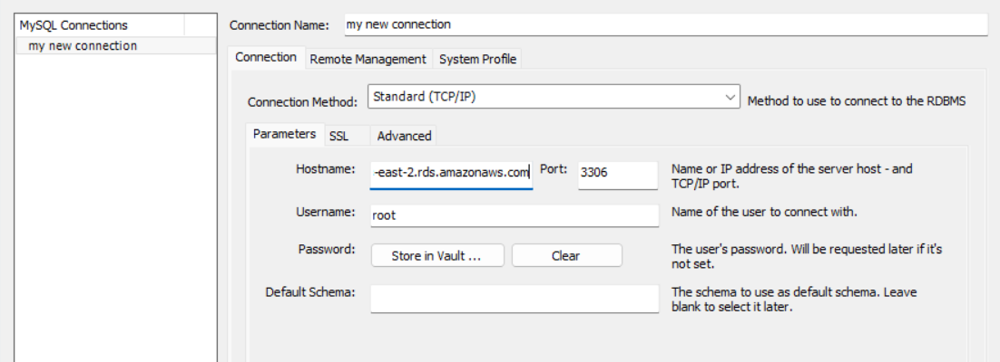 MySQL Connections
my new connection
Connection Name: my new connection
Connection Remote Management System Profile
Connection Method: Standard (TCP/IP) Method to use to connect to the RDBMS
Parameters SSL Advanced
Hostname: -east-2.rds.amazonaws.com Port: 3306 Name or IP address of the server host - and
TCP/IP port.
Username: root Name of the user to connect with.
Password: Store in Vault ... Clear The user's password. Will be requested later if it's
not set.
Default Schema: The schema to use as default schema. Leave
blank to select it later.